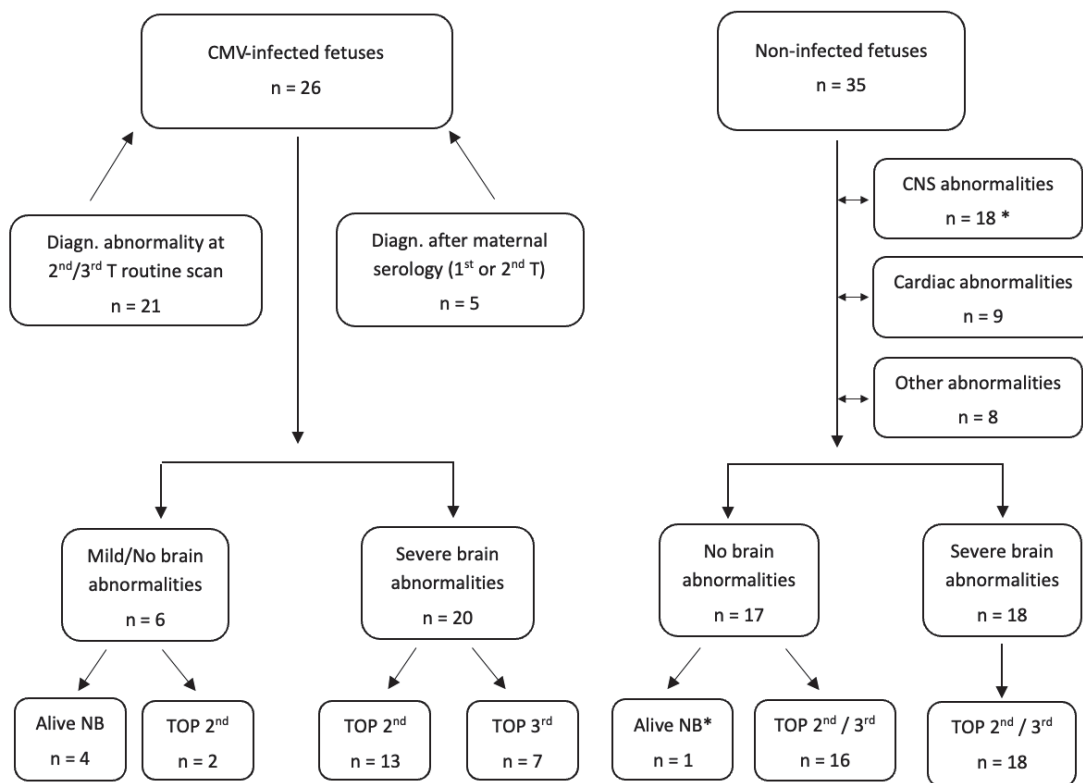 CMV-infected fetuses
n = 26
Non-infected fetuses
n = 35
CNS abnormalities
n = 18 *
Diagn. abnormality at
2nd/3rd T routine scan
n = 21
Diagn. after maternal
serology (1st or 2nd T)
n = 5
Cardiac abnormalities
n = 9
Other abnormalities
n = 8
Mild/No brain
abnormalities
n = 6
Severe brain
abnormalities
n = 20
No brain
abnormalities
n = 17
Severe brain
abnormalities
n = 18
Alive NB
n = 4
TOP 2nd
n = 2
TOP 2nd
n = 13
TOP 3rd
n = 7
Alive NB*
n = 1
TOP 2nd / 3rd
n = 16
TOP 2nd / 3rd
n = 18